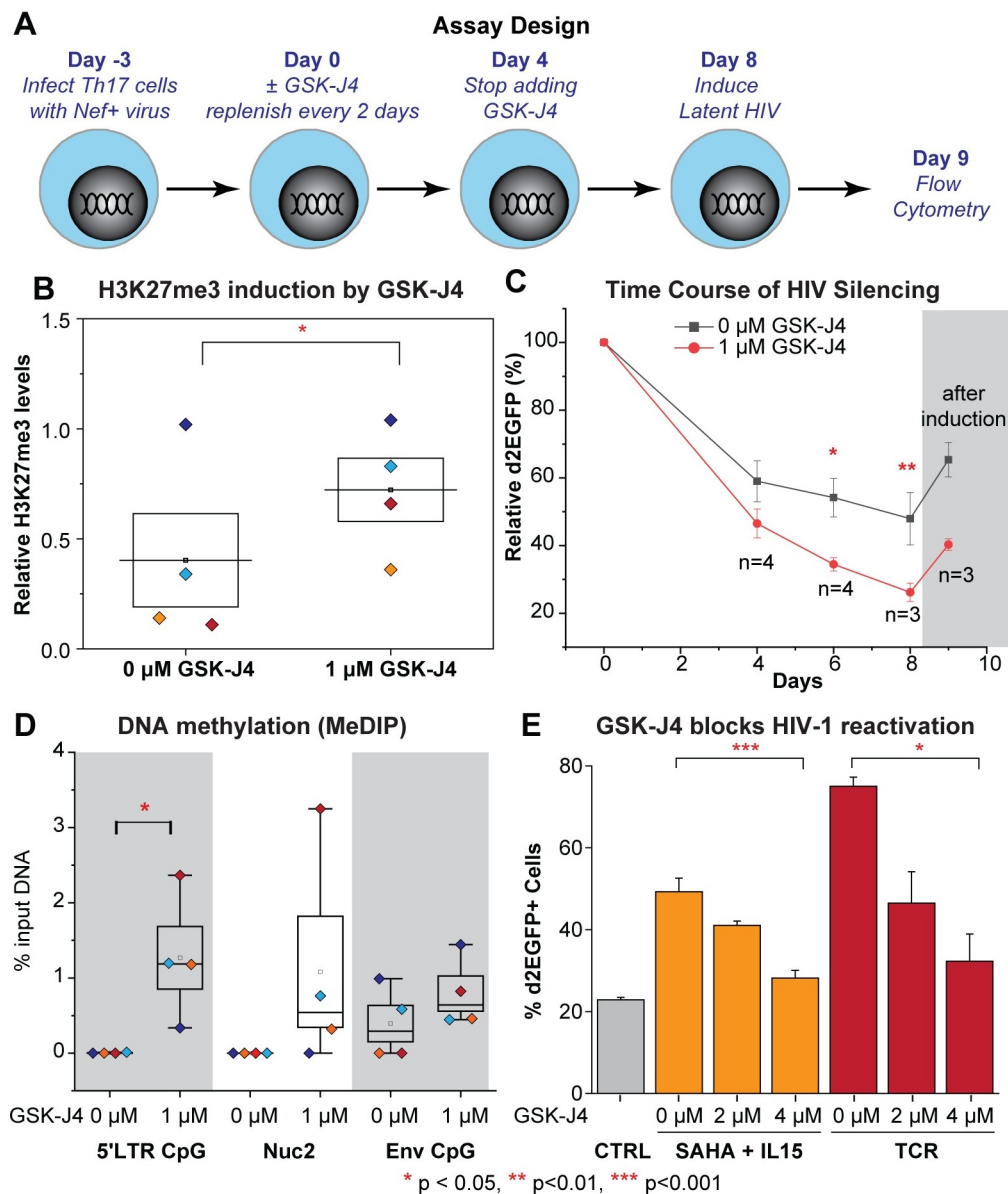 A
Assay Design
Day -3
Infect Th17 cells
with Nef+ virus
Day 0
± GSK-J4
replenish every 2 days
Day 4
Stop adding
GSK-J4
Day 8
Induce
Latent HIV
Day 9
Flow
Cytometry
B
H3K27me3 induction by GSK-J4
Relative H3K27me3 levels
1.5
1.0
0.5
0.0
*
0 µM GSK-J4
1 µM GSK-J4
C
Time Course of HIV Silencing
0 µM GSK-J4
1 µM GSK-J4
after
induction
Relative d2EGFP (%)
100
80
60
40
20
*
**
n=4
n=4
n=3
n=3
0 2 4 6 8 10
Days
D
DNA methylation (MeDIP)
% input DNA
4
3
2
1
0
*
GSK-J4 0 µM 1 µM 0 µM 1 µM 0 µM 1 µM
5'LTR CpG Nuc2 Env CpG
E
GSK-J4 blocks HIV-1 reactivation
% d2EGFP+ Cells
80
60
40
20
0
***
*
GSK-J4 0 µM 2 µM 4 µM 0 µM 2 µM 4 µM
CTRL SAHA + IL15 TCR
* p < 0.05, ** p<0.01, *** p<0.001